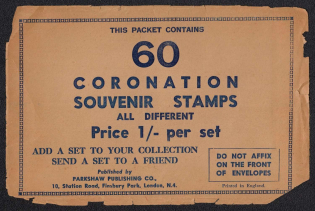 THIS PACKET CONTAINS
60
CORONATION
SOUVENIR STAMPS
ALL DIFFERENT
Price 1/- per set
ADD A SET TO YOUR COLLECTION
SEND A SET TO A FRIEND
Published by
PARKSHAW PUBLISHING CO.,
10, Station Road, Finsbury Park, London, N.4.
DO NOT AFFIX
ON THE FRONT
OF ENVELOPES
Printed in England.